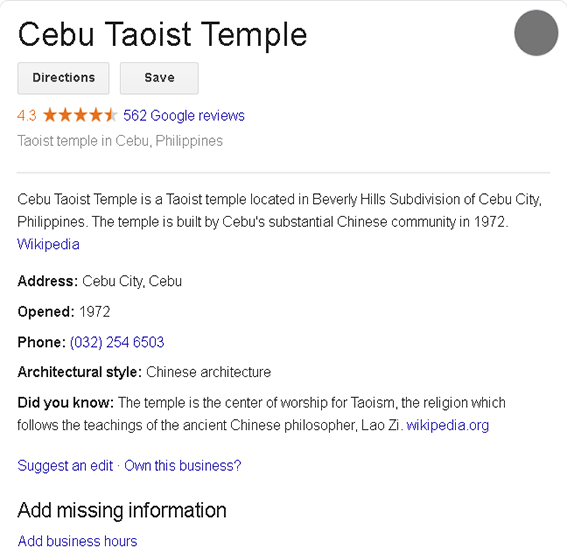 Cebu Taoist Temple
Directions
Save
4.3 ★★★★★ 562 Google reviews
Taoist temple in Cebu, Philippines
Cebu Taoist Temple is a Taoist temple located in Beverly Hills Subdivision of Cebu City,
Philippines. The temple is built by Cebu's substantial Chinese community in 1972.
Wikipedia
Address: Cebu City, Cebu
Opened: 1972
Phone: (032) 254 6503
Architectural style: Chinese architecture
Did you know: The temple is the center of worship for Taoism, the religion which
follows the teachings of the ancient Chinese philosopher, Lao Zi. wikipedia.org
Suggest an edit · Own this business?
Add missing information
Add business hours